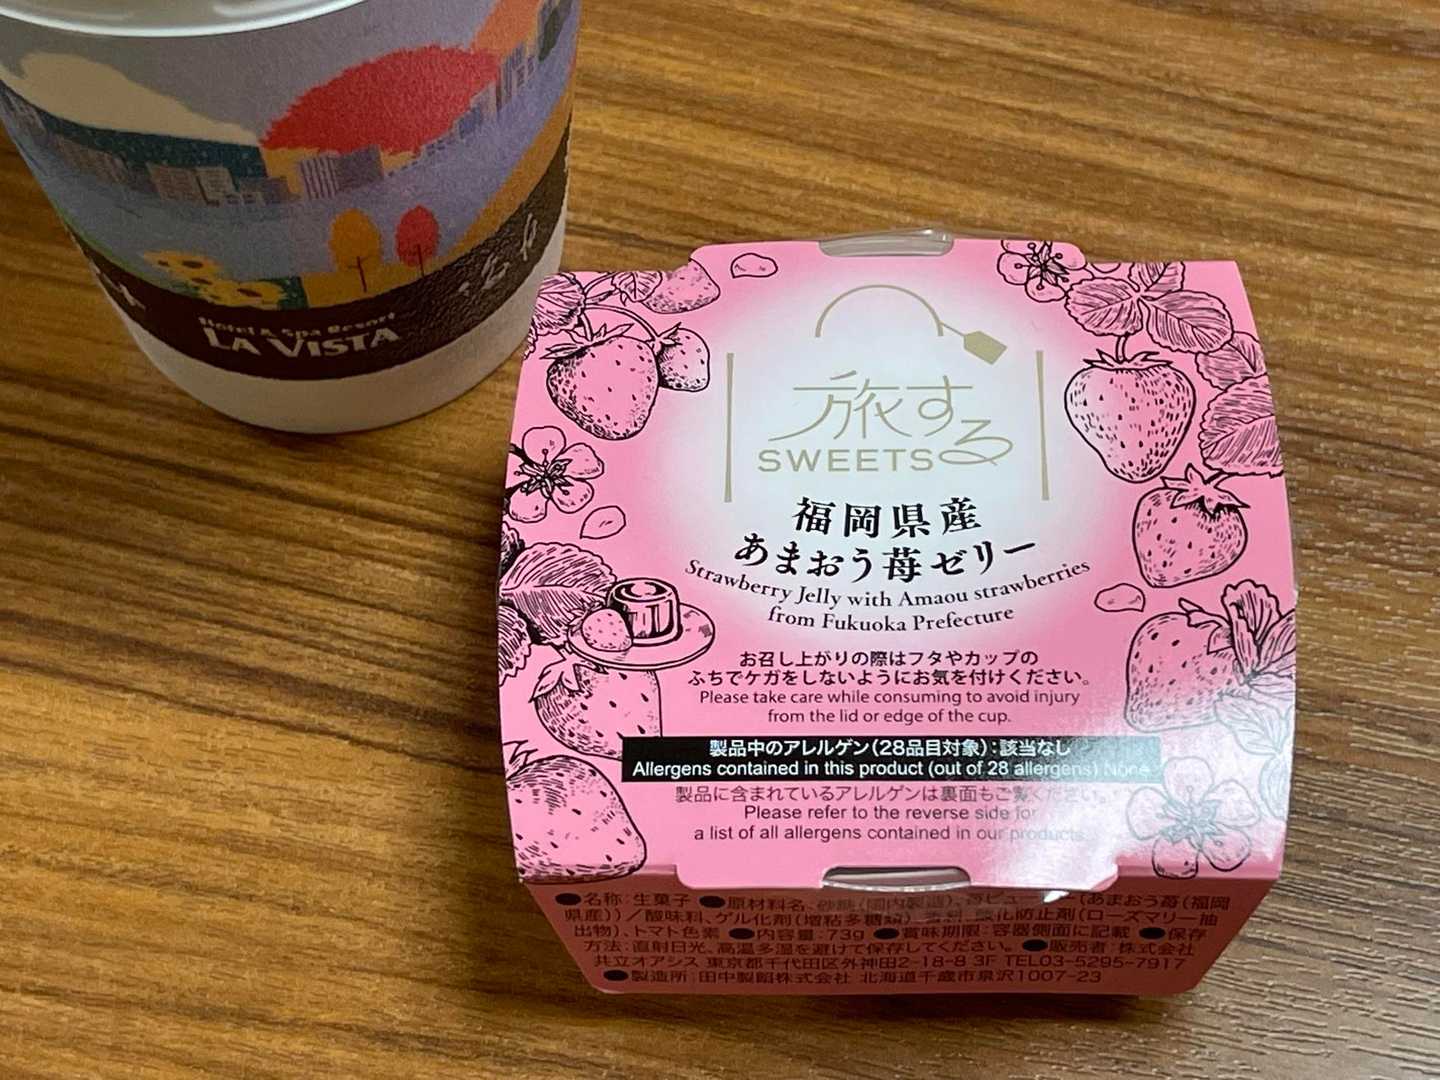 Hotel & Spa Resort
LA VISTA
旅する
SWEETS
福岡県産
あまおう苺ゼリー
Strawberry Jelly with Amaou strawberries
from Fukuoka Prefecture
お召し上がりの際はフタやカップの
ふちでケガをしないようにお気を付けください。
Please take care while consuming to avoid injury
from the lid or edge of the cup.
製品中のアレルゲン(28品目対象):該当なし
Allergens contained in this product (out of 28 allergens) None
製品に含まれているアレルゲンは裏面もご覧ください。
Please refer to the reverse side for
a list of all allergens contained in our products.
●名称:生菓子 ●原材料名:砂糖(国内製造)、苺ピューレー(あまおう苺(福岡
県産))/酸味料、ゲル化剤(増粘多糖類)、香料、酸化防止剤(ローズマリー抽
出物)、トマト色素 ●内容量:73g ●賞味期限:容器側面に記載 ●保存
方法:直射日光、高温多湿を避けて保存してください。 ●販売者:株式会社
共立オアシス 東京都千代田区外神田2-18-8 3F TEL03-5295-7917
●製造所:田中製餡株式会社 北海道千歳市泉沢1007-23